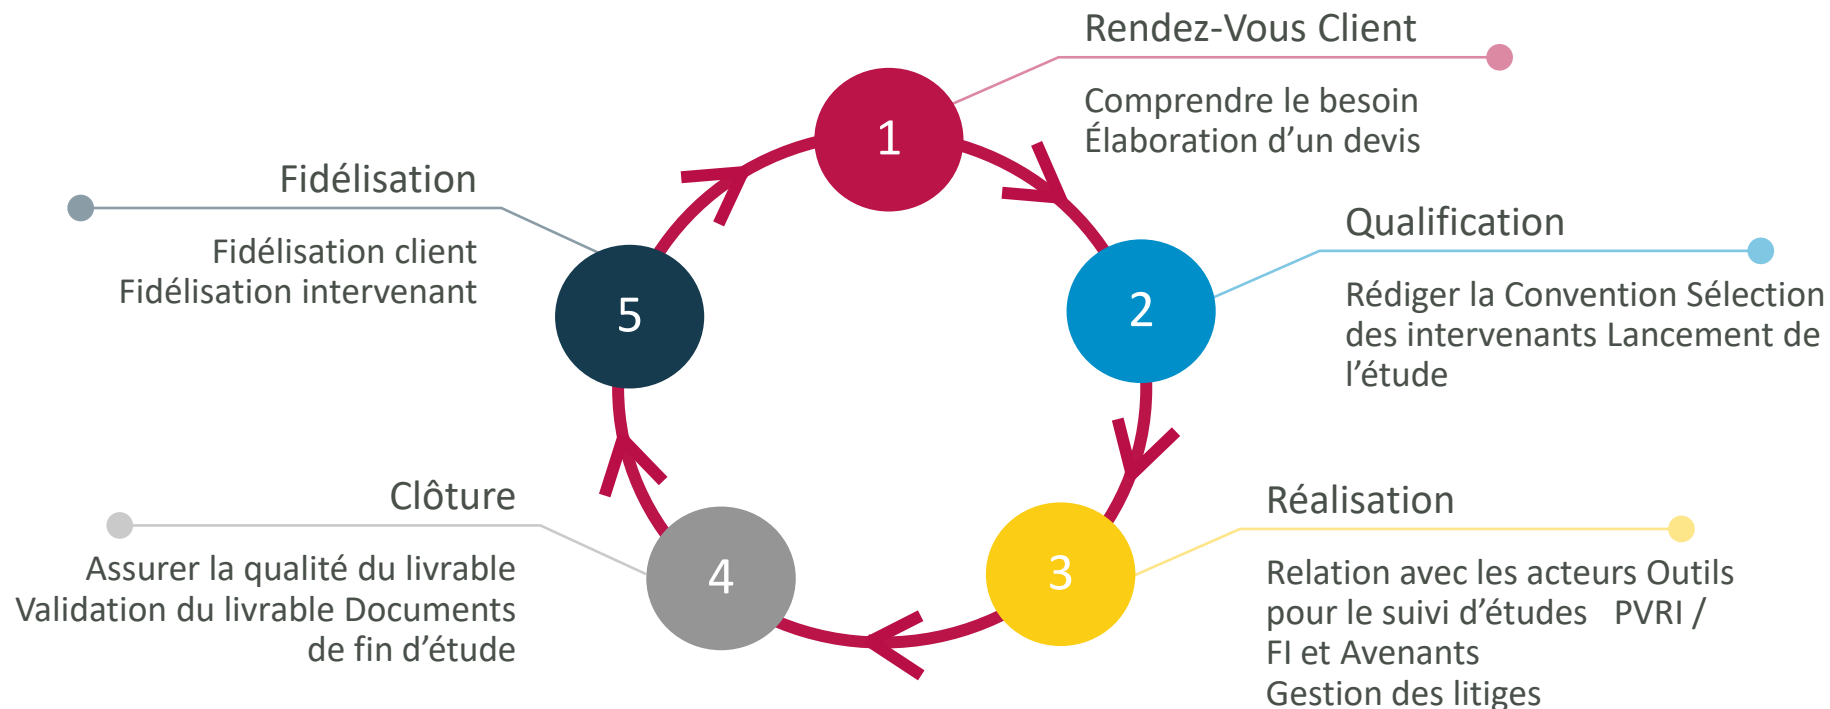 1
Rendez-Vous Client
Comprendre le besoin
Élaboration d’un devis
2
Qualification
Rédiger la Convention Sélection
des intervenants Lancement de
l’étude
3
Réalisation
Relation avec les acteurs Outils
pour le suivi d’études PVRI /
FI et Avenants
Gestion des litiges
4
Clôture
Assurer la qualité du livrable
Validation du livrable Documents
de fin d’étude
5
Fidélisation
Fidélisation client
Fidélisation intervenant